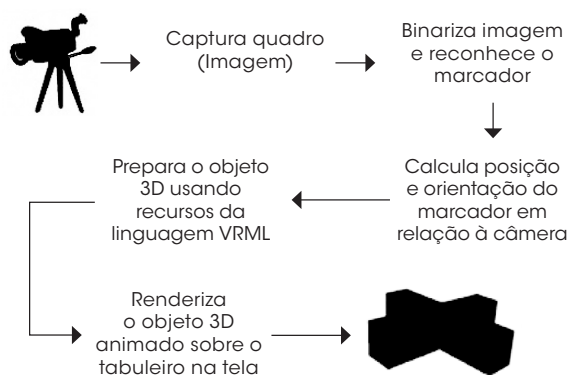 Captura quadro
(Imagem)
Binariza imagem
e reconhece o
marcador
Calcula posição
e orientação do
marcador em
relação à câmera
Prepara o objeto
3D usando
recursos da
linguagem VRML
Renderiza
o objeto 3D
animado sobre o
tabuleiro na tela